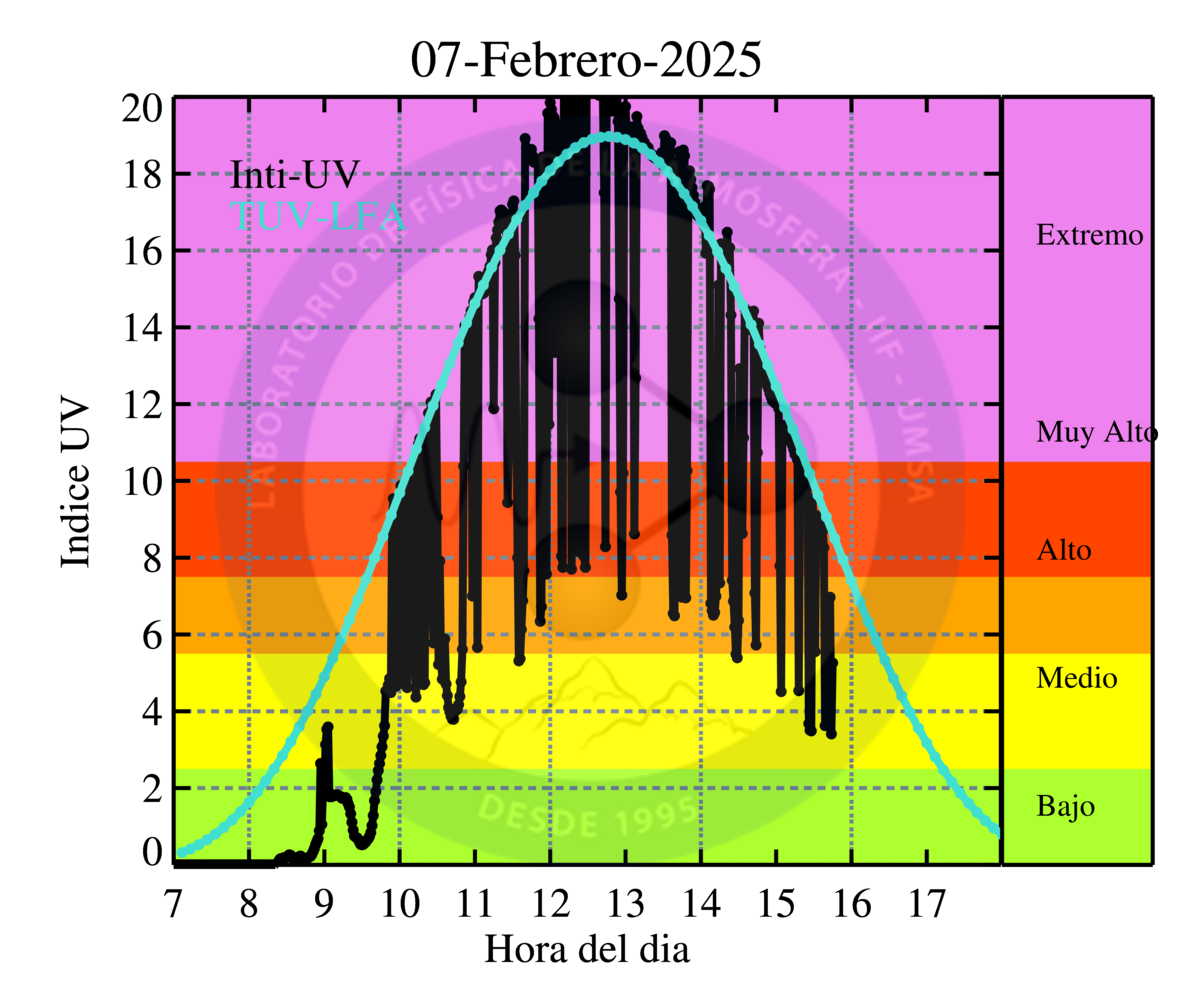 07-Febrero-2025
20
18
16
14
12
10
8
6
4
2
0
Indice UV
Inti-UV
TUV-LFA
LABORATORIO DE FÍSICA DE LA ATMÓSFERA - IIF - UMSA
DESDE 1995
Extremo
Muy Alto
Alto
Medio
Bajo
7 8 9 10 11 12 13 14 15 16 17
Hora del dia